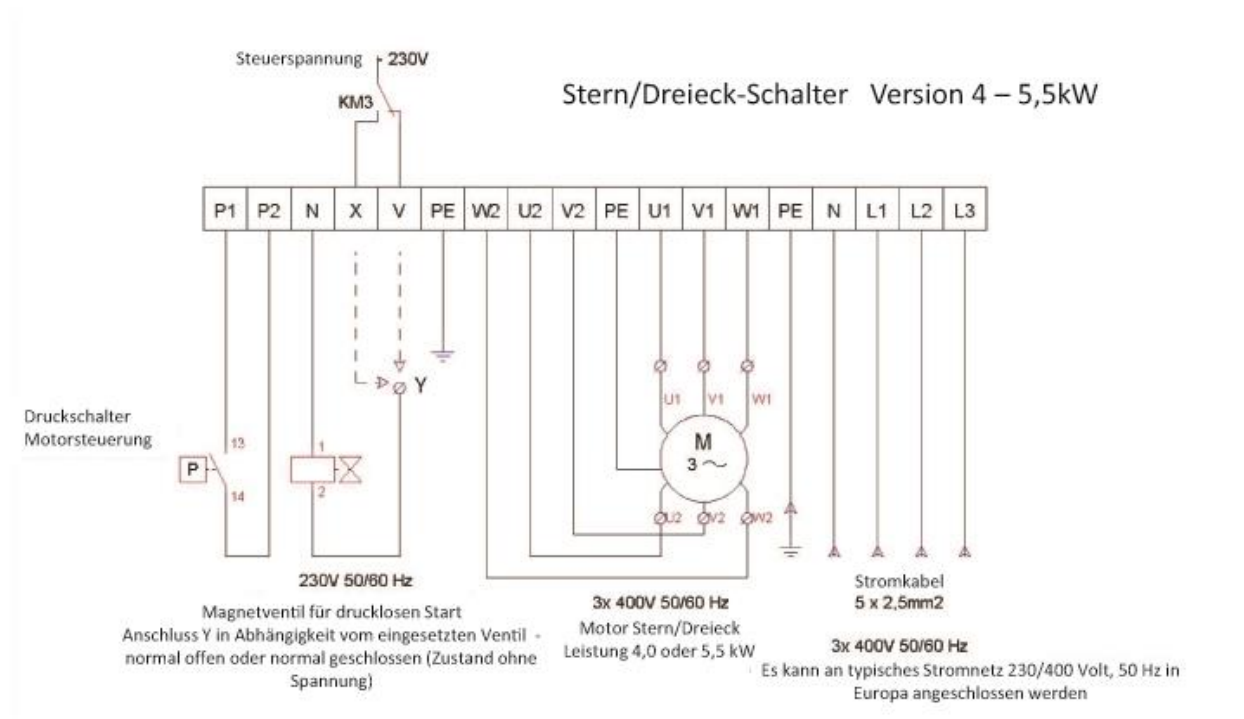 Steuerspannung 230V
Stern/Dreieck-Schalter Version 4 – 5,5kW
KM3
P1 P2 N X V PE W2 U2 V2 PE U1 V1 W1 PE N L1 L2 L3
Y
U1 V1 W1
Druckschalter
Motorsteuerung
13
14
P
1
2
M
3 ~
U2 V2 W2
230V 50/60 Hz
Magnetventil für drucklosen Start
Anschluss Y in Abhängigkeit vom eingesetzten Ventil -
normal offen oder normal geschlossen (Zustand ohne
Spannung)
3x 400V 50/60 Hz
Motor Stern/Dreieck
Leistung 4,0 oder 5,5 kW
Stromkabel
5 x 2,5mm2
3x 400V 50/60 Hz
Es kann an typisches Stromnetz 230/400 Volt, 50 Hz in
Europa angeschlossen werden